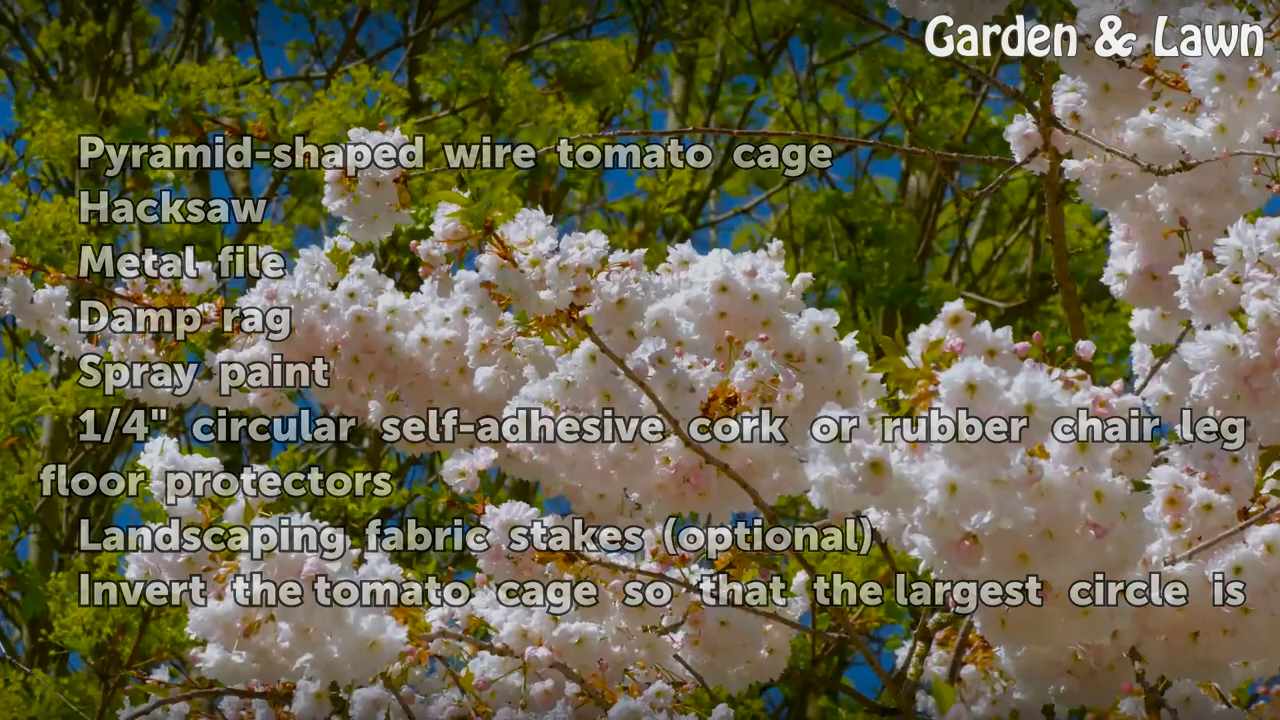 Garden & Lawn
Pyramid-shaped wire tomato cage
Hacksaw
Metal file
Damp rag
Spray paint
1/4" circular self-adhesive cork or rubber chair leg
floor protectors
Landscaping fabric stakes (optional)
Invert the tomato cage so that the largest circle is